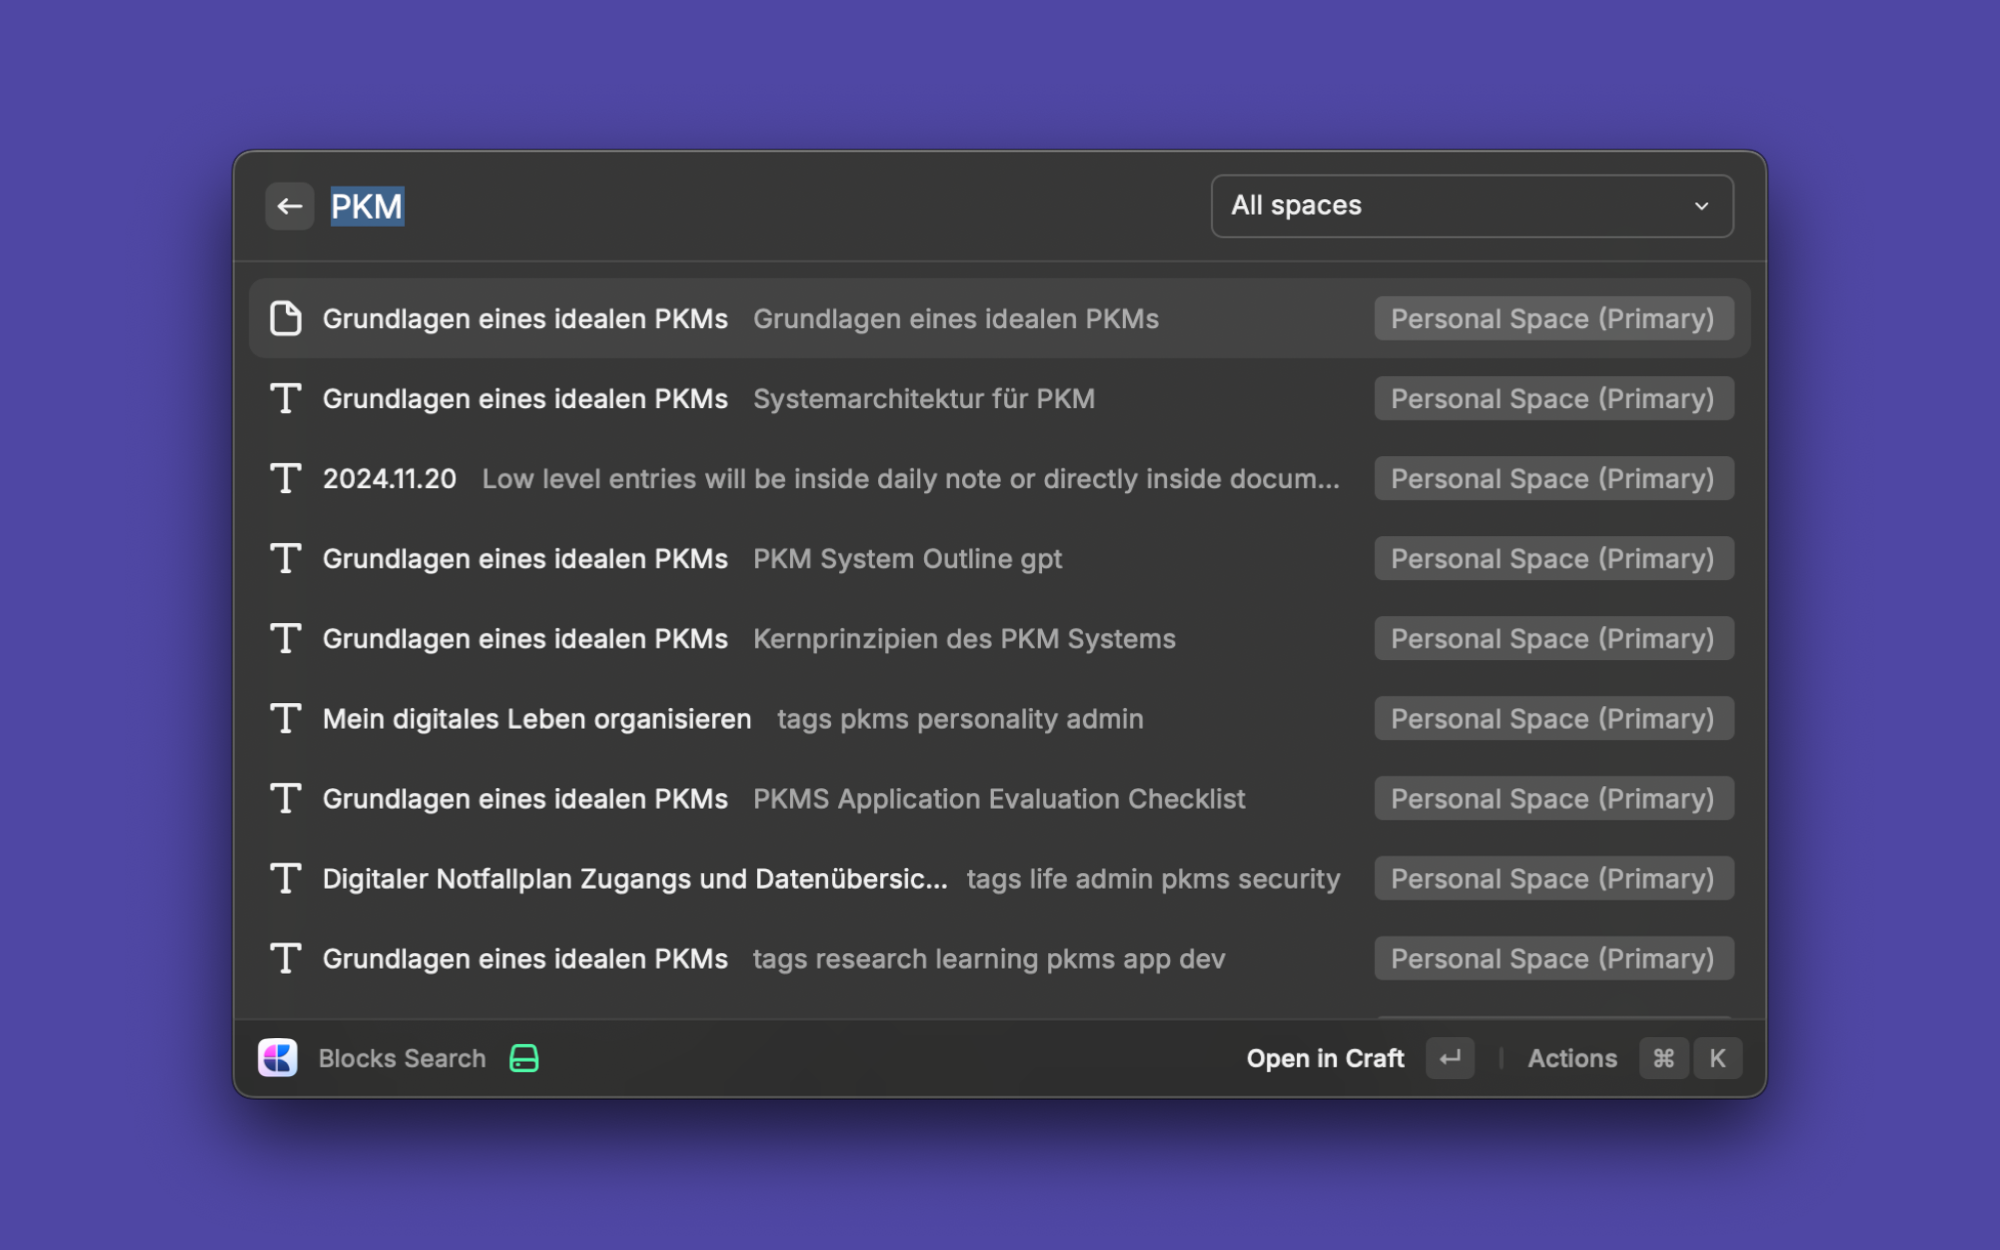 PKM
All spaces
Grundlagen eines idealen PKMs Grundlagen eines idealen PKMs Personal Space (Primary)
Grundlagen eines idealen PKMs Systemarchitektur für PKM Personal Space (Primary)
2024.11.20 Low level entries will be inside daily note or directly inside docum... Personal Space (Primary)
Grundlagen eines idealen PKMs PKM System Outline gpt Personal Space (Primary)
Grundlagen eines idealen PKMs Kernprinzipien des PKM Systems Personal Space (Primary)
Mein digitales Leben organisieren tags pkms personality admin Personal Space (Primary)
Grundlagen eines idealen PKMs PKMS Application Evaluation Checklist Personal Space (Primary)
Digitaler Notfallplan Zugangs und Datenübersic... tags life admin pkms security Personal Space (Primary)
Grundlagen eines idealen PKMs tags research learning pkms app dev Personal Space (Primary)
Blocks Search Open in Craft ↵ Actions ⌘ K